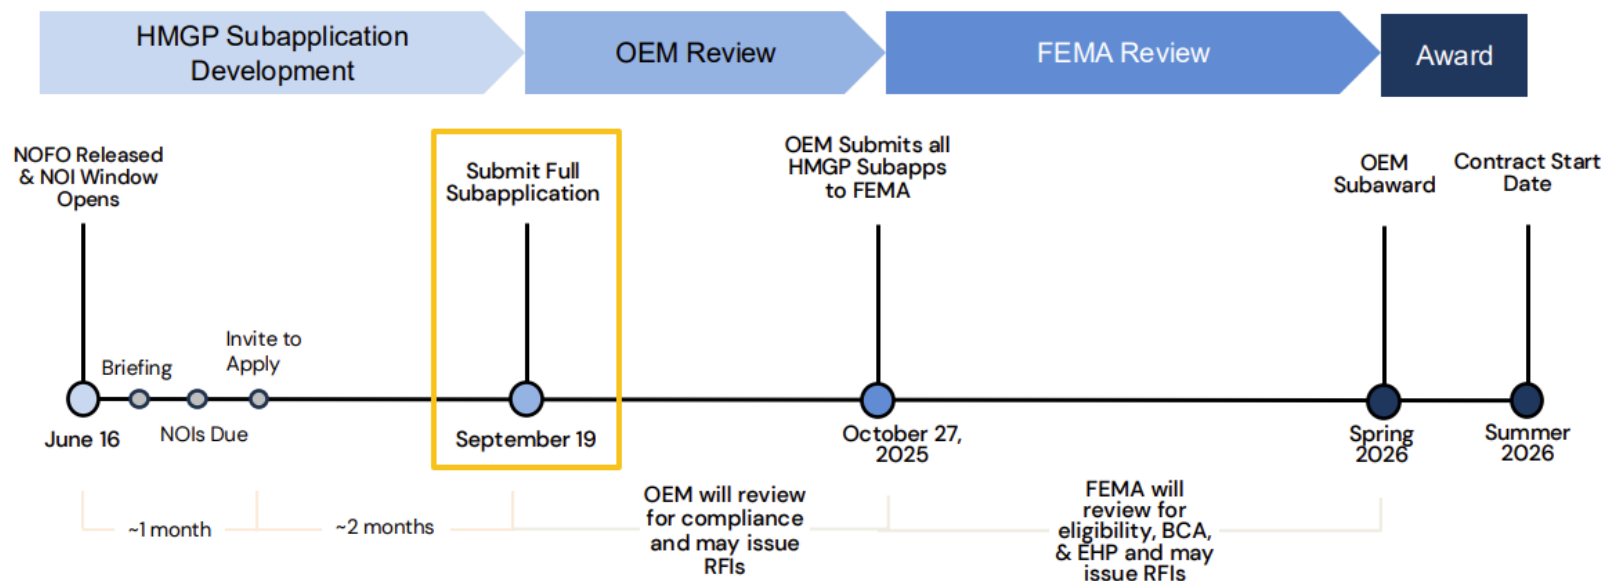 HMGP Subapplication
Development
OEM Review
FEMA Review
Award
NOFO Released
& NOI Window
Opens
Submit Full
Subapplication
OEM Submits all
HMGP Subapps
to FEMA
OEM
Subaward
Contract Start
Date
Briefing
Invite to
Apply
NOIs Due
June 16
September 19
October 27,
2025
Spring
2026
Summer
2026
~1 month
~2 months
OEM will review
for compliance
and may issue
RFIs
FEMA will
review for
eligibility, BCA,
& EHP and may
issue RFIs